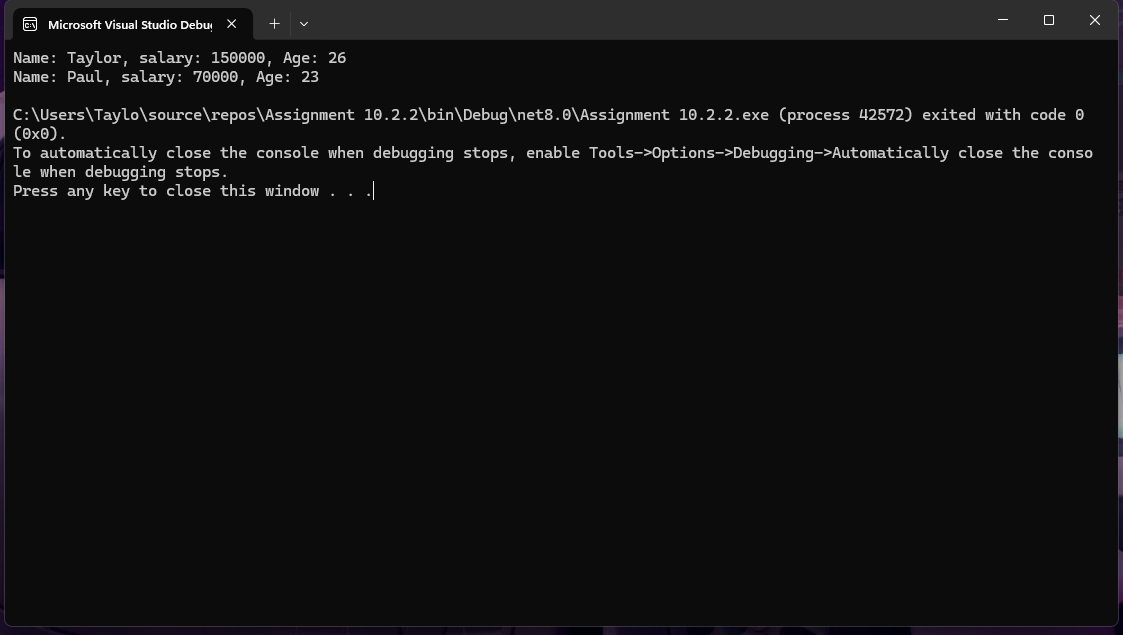 Microsoft Visual Studio Debu
Name: Taylor, salary: 150000, Age: 26
Name: Paul, salary: 70000, Age: 23
C:\Users\Taylo\source\repos\Assignment 10.2.2\bin\Debug\net8.0\Assignment 10.2.2.exe (process 42572) exited with code 0
(0x0).
To automatically close the console when debugging stops, enable Tools->Options->Debugging->Automatically close the conso
le when debugging stops.
Press any key to close this window . . .